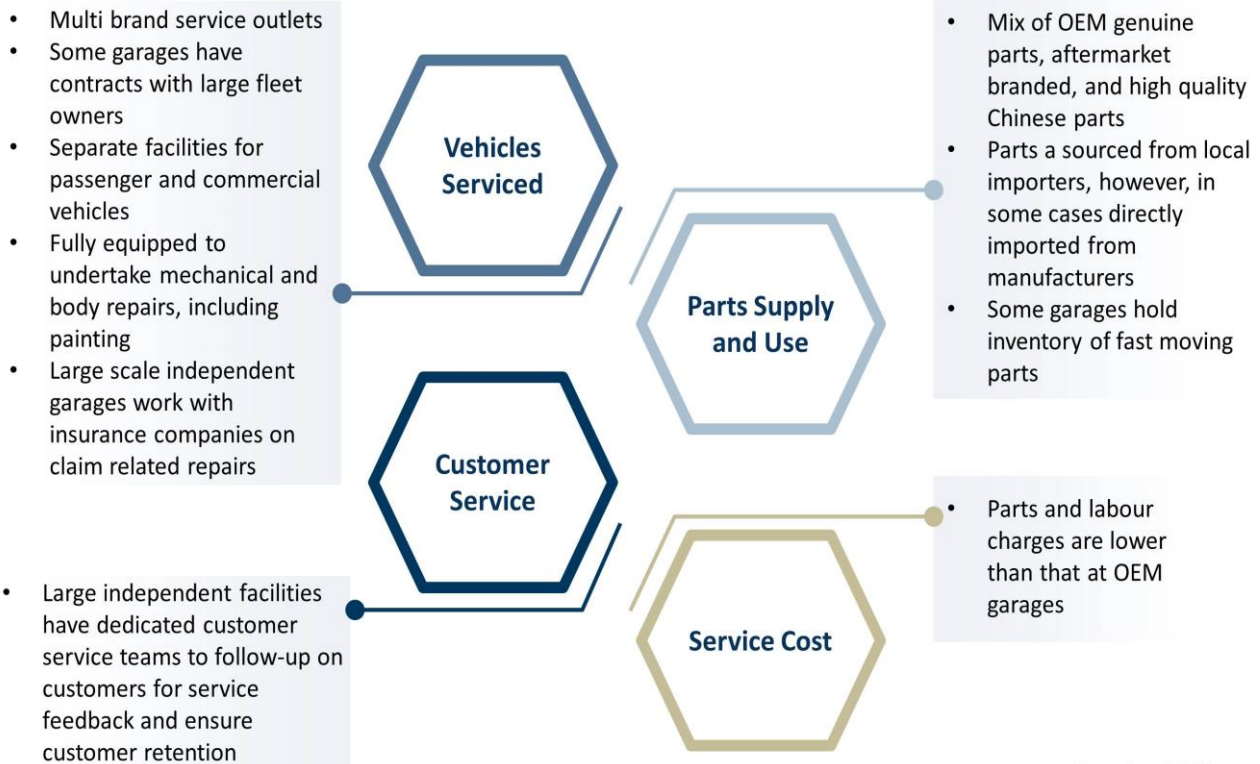 • Multi brand service outlets
• Some garages have
contracts with large fleet
owners
• Separate facilities for
passenger and commercial
vehicles
• Fully equipped to
undertake mechanical and
body repairs, including
painting
• Large scale independent
garages work with
insurance companies on
claim related repairs
Vehicles
Serviced
• Mix of OEM genuine
parts, aftermarket
branded, and high quality
Chinese parts
• Parts a sourced from local
importers, however, in
some cases directly
imported from
manufacturers
• Some garages hold
inventory of fast moving
parts
Parts Supply
and Use
Customer
Service
• Large independent facilities
have dedicated customer
service teams to follow-up on
customers for service
feedback and ensure
customer retention
Service Cost
• Parts and labour
charges are lower
than that at OEM
garages